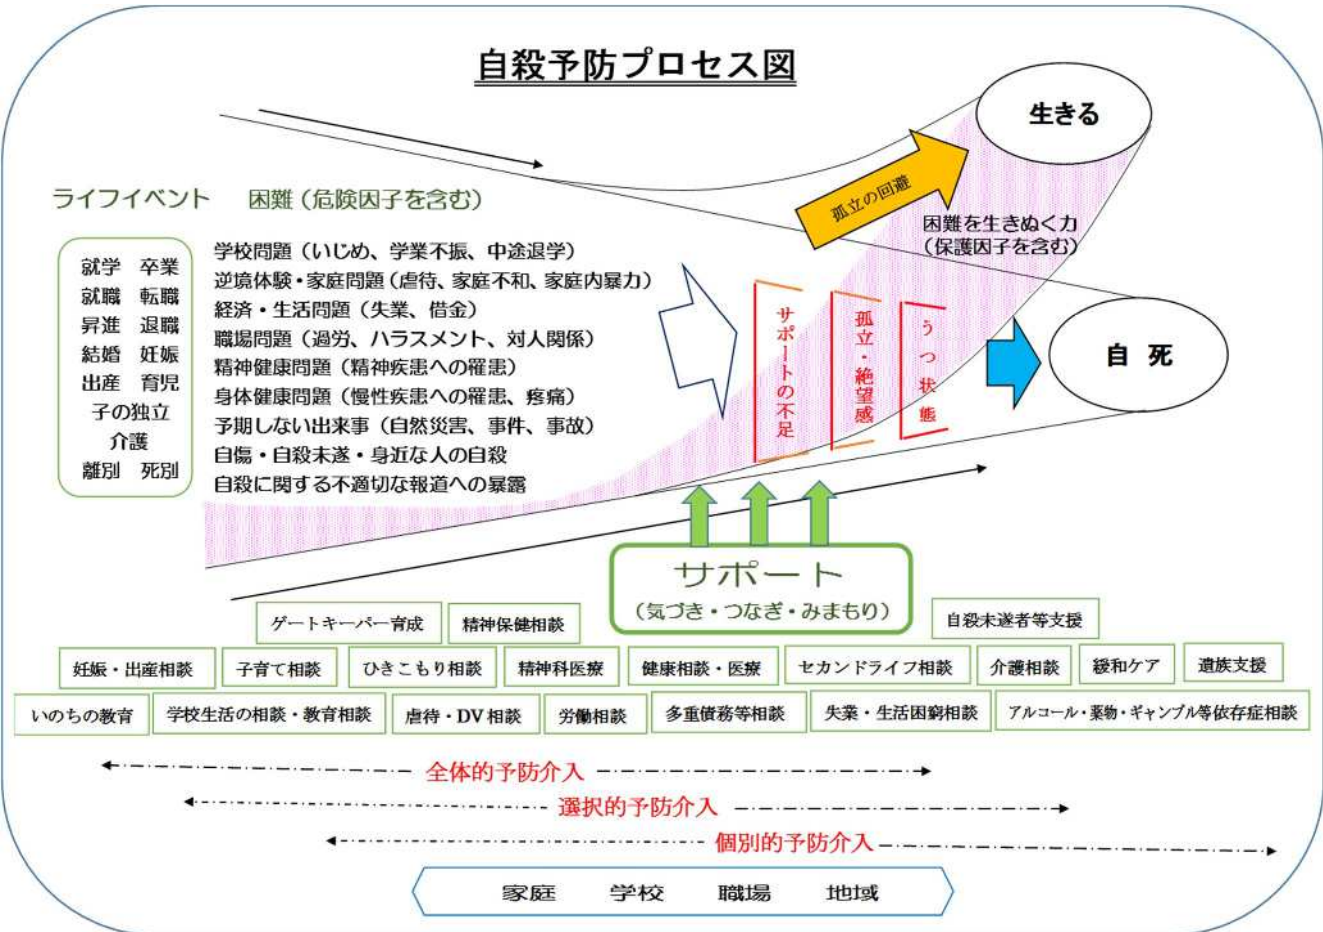 自殺予防プロセス図
生きる
孤立の回避
ライフイベント 困難(危険因子を含む)
困難を生きぬく力
(保護因子を含む)
就学 卒業
就職 転職
昇進 退職
結婚 妊娠
出産 育児
子の独立
介護
離別 死別
学校問題(いじめ、学業不振、中途退学)
逆境体験・家庭問題(虐待、家庭不和、家庭内暴力)
経済・生活問題(失業、借金)
職場問題(過労、ハラスメント、対人関係)
精神健康問題(精神疾患への罹患)
身体健康問題(慢性疾患への罹患、疼痛)
予期しない出来事(自然災害、事件、事故)
自傷・自殺未遂・身近な人の自殺
自殺に関する不適切な報道への暴露
サポートの不足
孤立・絶望感
うつ状態
自 死
サポート
(気づき・つなぎ・みまもり)
ゲートキーパー育成 精神保健相談 自殺未遂者等支援
妊娠・出産相談 子育て相談 ひきこもり相談 精神科医療 健康相談・医療 セカンドライフ相談 介護相談 緩和ケア 遺族支援
いのちの教育 学校生活の相談・教育相談 虐待・DV相談 労働相談 多重債務等相談 失業・生活困窮相談 アルコール・薬物・ギャンブル等依存症相談
全体的予防介入
選択的予防介入
個別的予防介入
家庭 学校 職場 地域